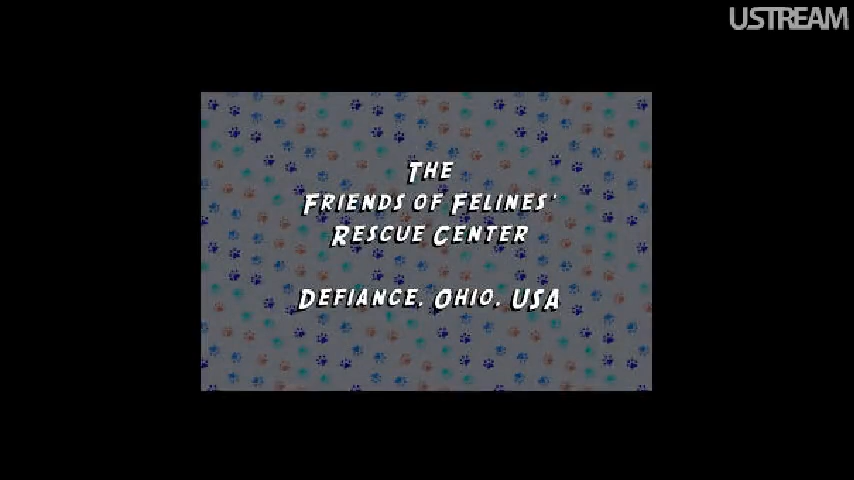 USTREAM
THE
FRIENDS OF FELINES'
RESCUE CENTER
DEFIANCE, OHIO, USA